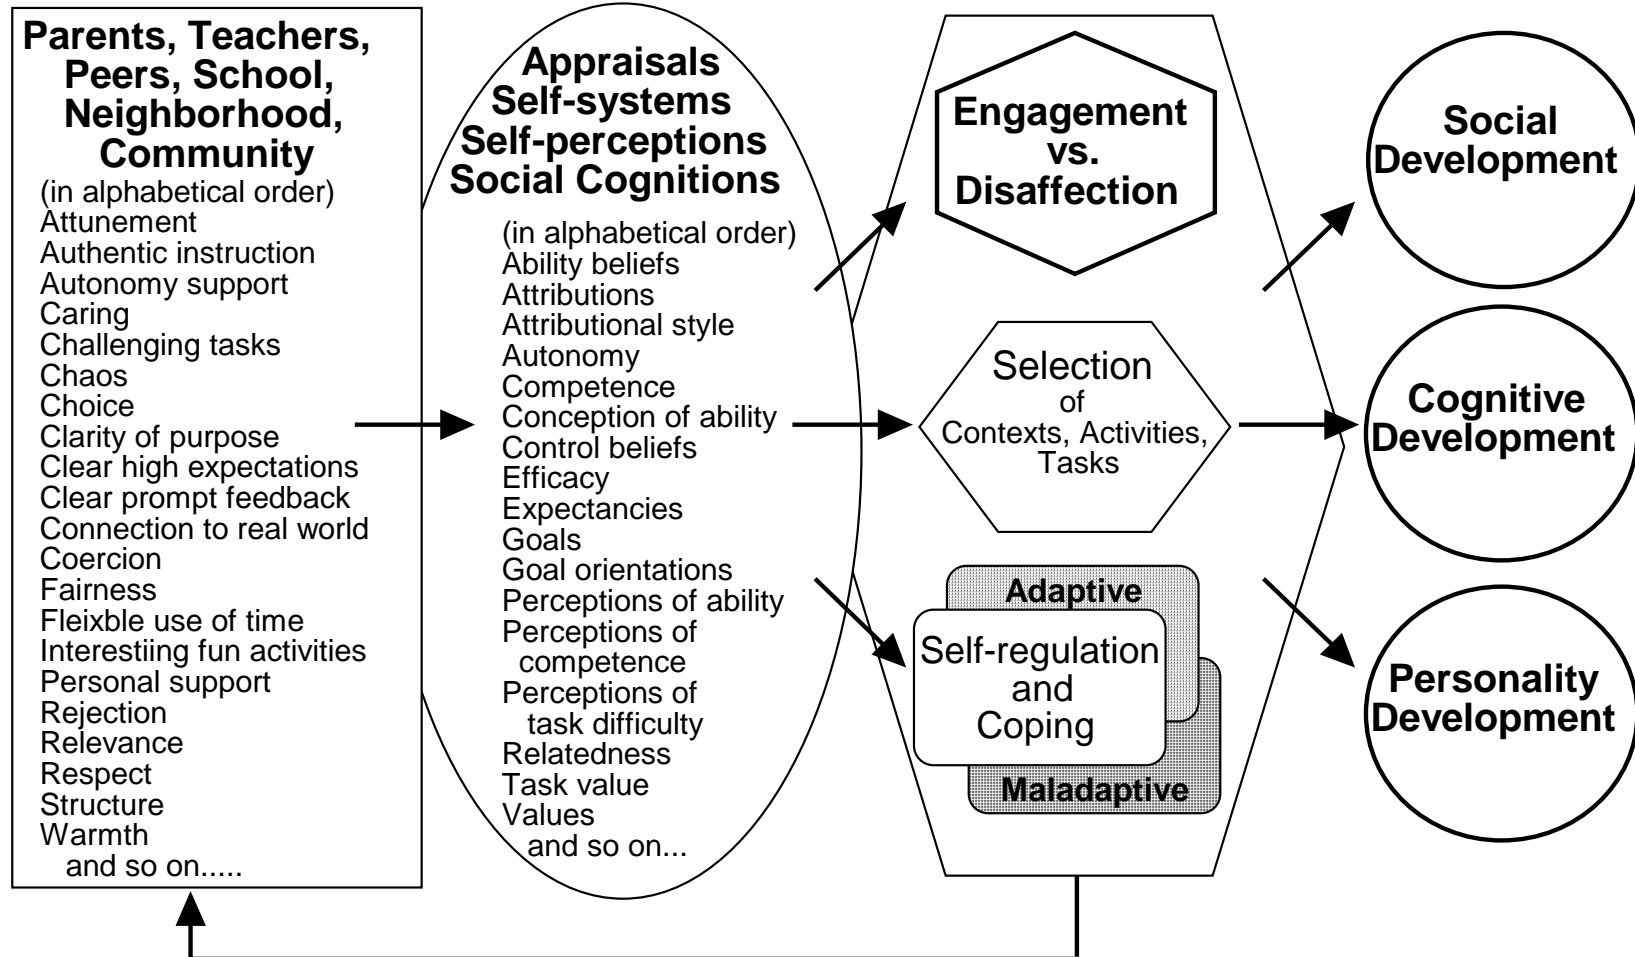 Parents, Teachers,
Peers, School,
Neighborhood,
Community
(in alphabetical order)
Attunement
Authentic instruction
Autonomy support
Caring
Challenging tasks
Chaos
Choice
Clarity of purpose
Clear high expectations
Clear prompt feedback
Connection to real world
Coercion
Fairness
Fleixble use of time
Interestiing fun activities
Personal support
Rejection
Relevance
Respect
Structure
Warmth
and so on.....
Appraisals
Self-systems
Self-perceptions
Social Cognitions
(in alphabetical order)
Ability beliefs
Attributions
Attributional style
Autonomy
Competence
Conception of ability
Control beliefs
Efficacy
Expectancies
Goals
Goal orientations
Perceptions of ability
Perceptions of
competence
Perceptions of
task difficulty
Relatedness
Task value
Values
and so on...
Engagement
vs.
Disaffection
Selection
of
Contexts, Activities,
Tasks
Adaptive
Self-regulation
and
Coping
Maladaptive
Social
Development
Cognitive
Development
Personality
Development